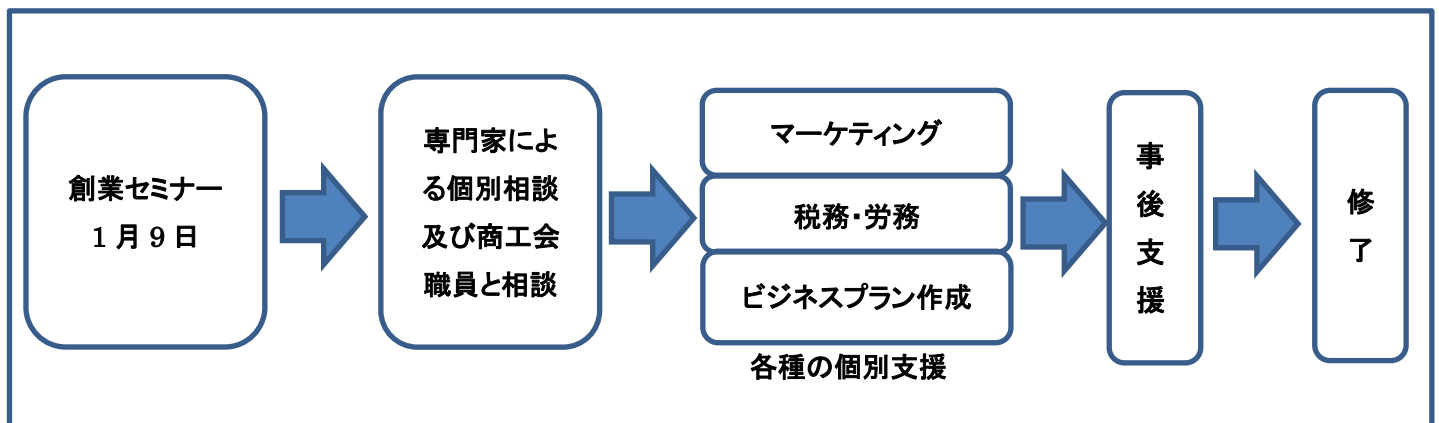 創業セミナー
1月9日
専門家によ
る個別相談
及び商工会
職員と相談
マーケティング
税務・労務
ビジネスプラン作成
各種の個別支援
事後支援
修了